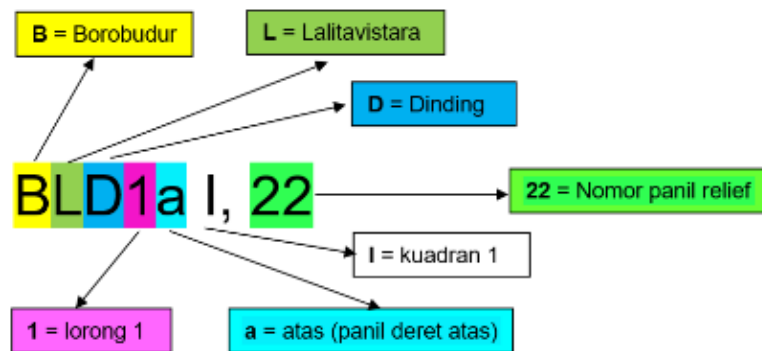 B = Borobudur
L = Lalitavistara
D = Dinding
BLD1a I, 22
22 = Nomor panil relief
I = kuadran 1
1 = lorong 1
a = atas (panil deret atas)